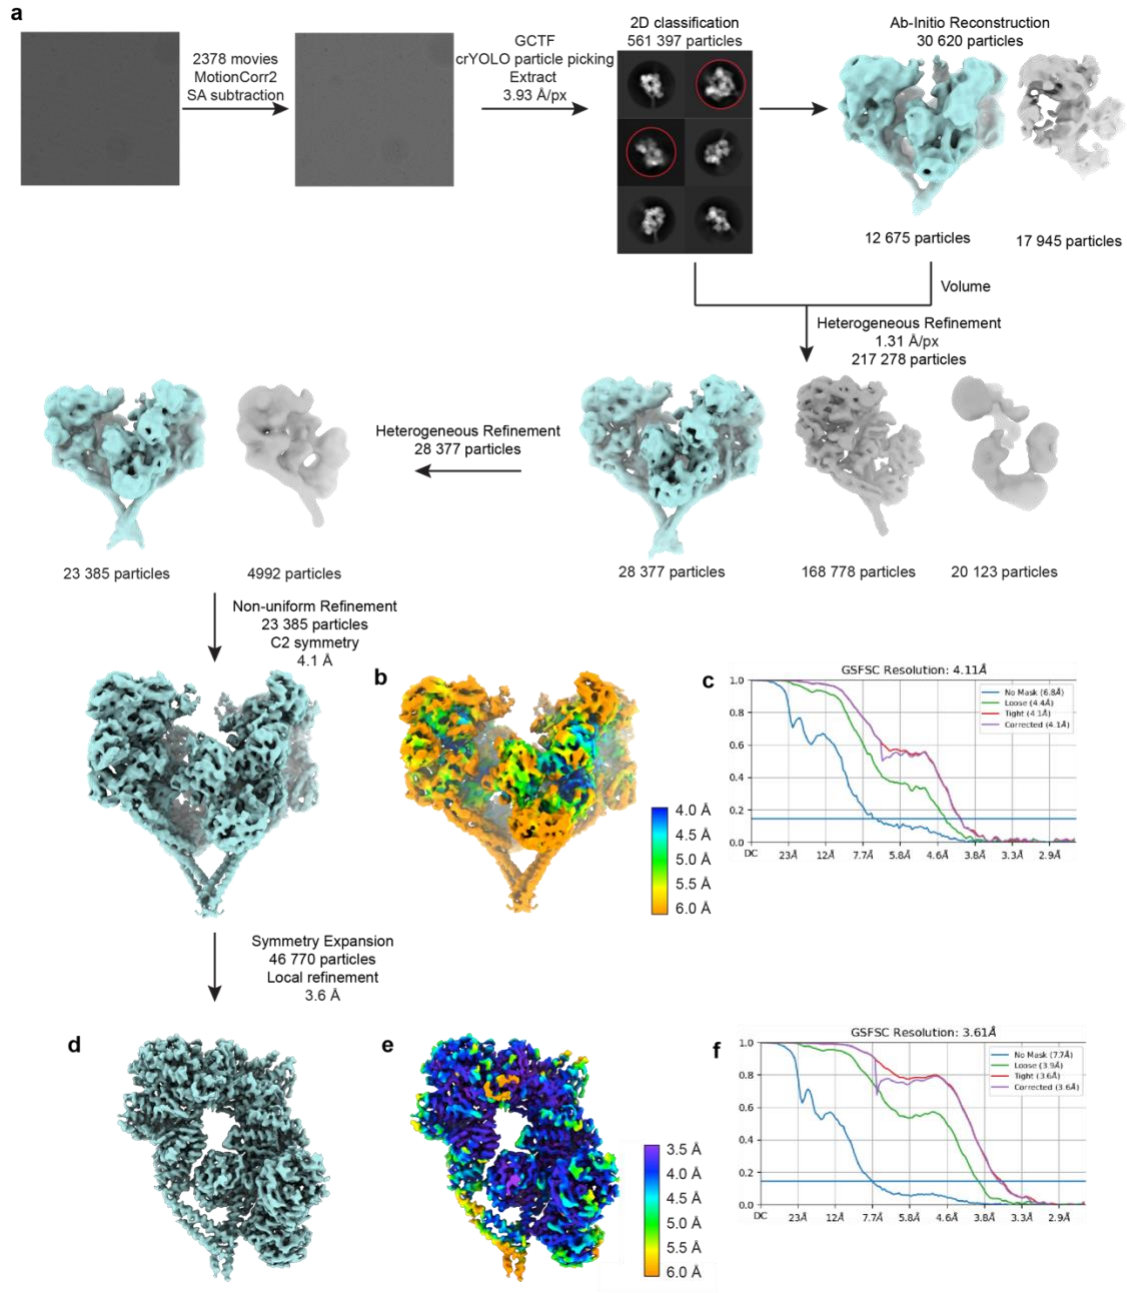 a
2378 movies
MotionCorr2
SA subtraction
GCTF
crYOLO particle picking
Extract
3.93 Å/px
2D classification
561 397 particles
Ab-Initio Reconstruction
30 620 particles
12 675 particles
17 945 particles
Volume
Heterogeneous Refinement
1.31 Å/px
217 278 particles
Heterogeneous Refinement
28 377 particles
23 385 particles
4992 particles
28 377 particles
168 778 particles
20 123 particles
Non-uniform Refinement
23 385 particles
C2 symmetry
4.1 Å
b
4.0 Å
4.5 Å
5.0 Å
5.5 Å
6.0 Å
c
GSFSC Resolution: 4.11Å
No Mask (6.8Å)
Loose (4.4Å)
Tight (4.1Å)
Corrected (4.1Å)
1.0
0.8
0.6
0.4
0.2
0.0
DC 23Å 12Å 7.7Å 5.8Å 4.6Å 3.8Å 3.3Å 2.9Å
Symmetry Expansion
46 770 particles
Local refinement
3.6 Å
d
e
3.5 Å
4.0 Å
4.5 Å
5.0 Å
5.5 Å
6.0 Å
f
GSFSC Resolution: 3.61Å
No Mask (7.7Å)
Loose (3.9Å)
Tight (3.6Å)
Corrected (3.6Å)
1.0
0.8
0.6
0.4
0.2
0.0
DC 23Å 12Å 7.7Å 5.8Å 4.6Å 3.8Å 3.3Å 2.9Å